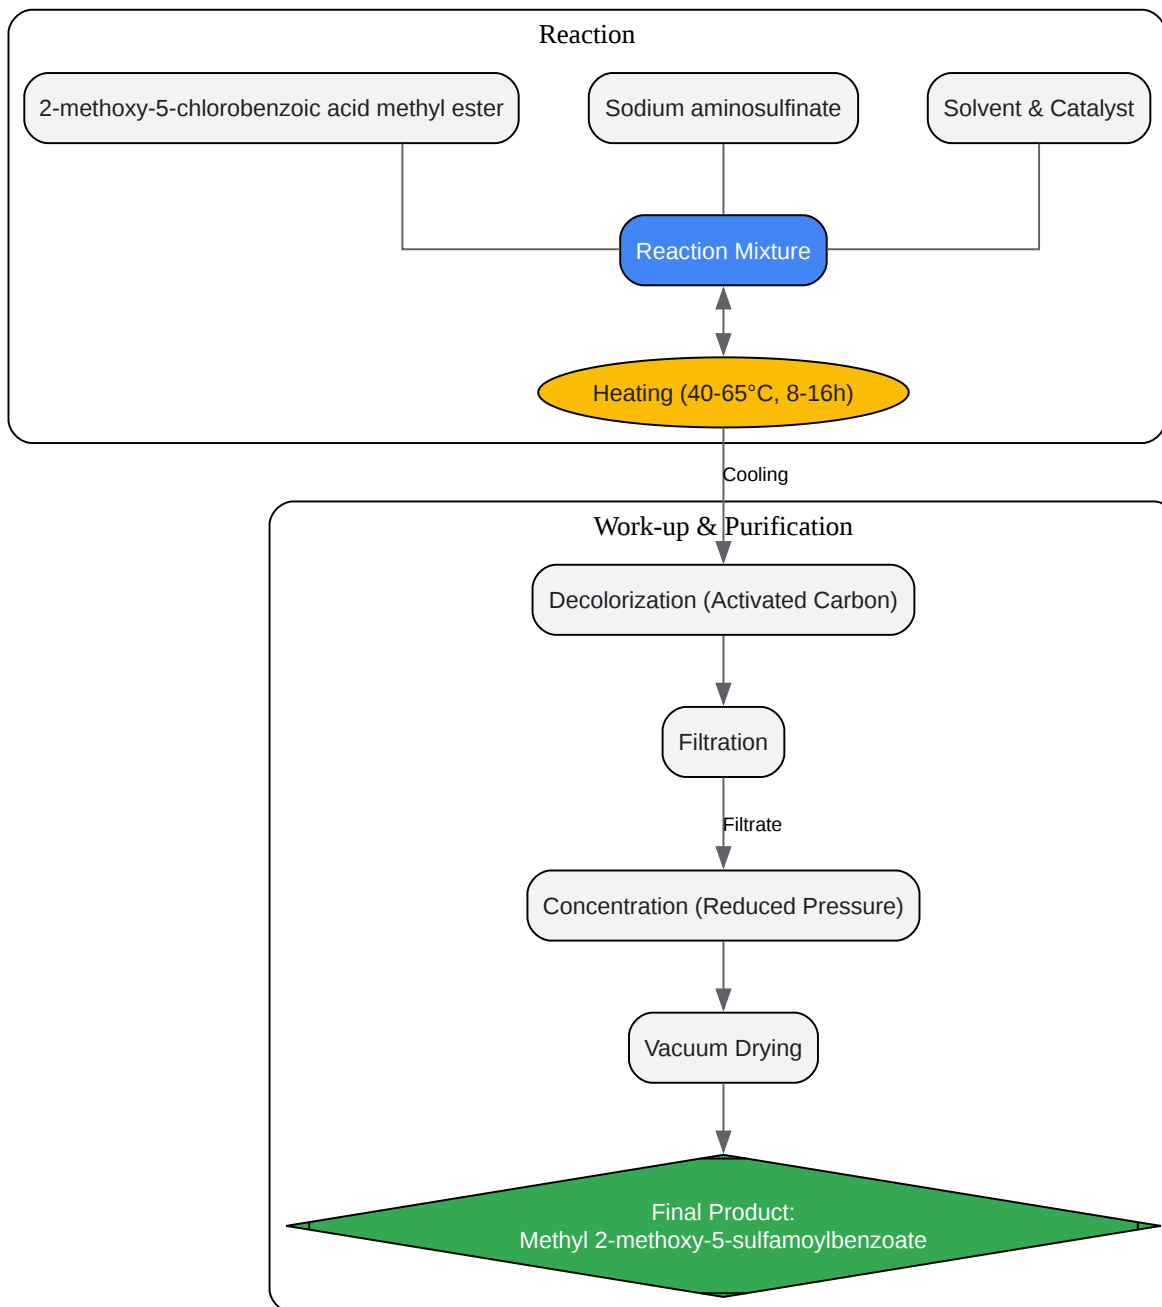 Reaction
2-methoxy-5-chlorobenzoic acid methyl ester
Sodium aminosulfinate
Solvent & Catalyst
Reaction Mixture
Heating (40-65°C, 8-16h)
Cooling
Work-up & Purification
Decolorization (Activated Carbon)
Filtration
Filtrate
Concentration (Reduced Pressure)
Vacuum Drying
Final Product:
Methyl 2-methoxy-5-sulfamoylbenzoate